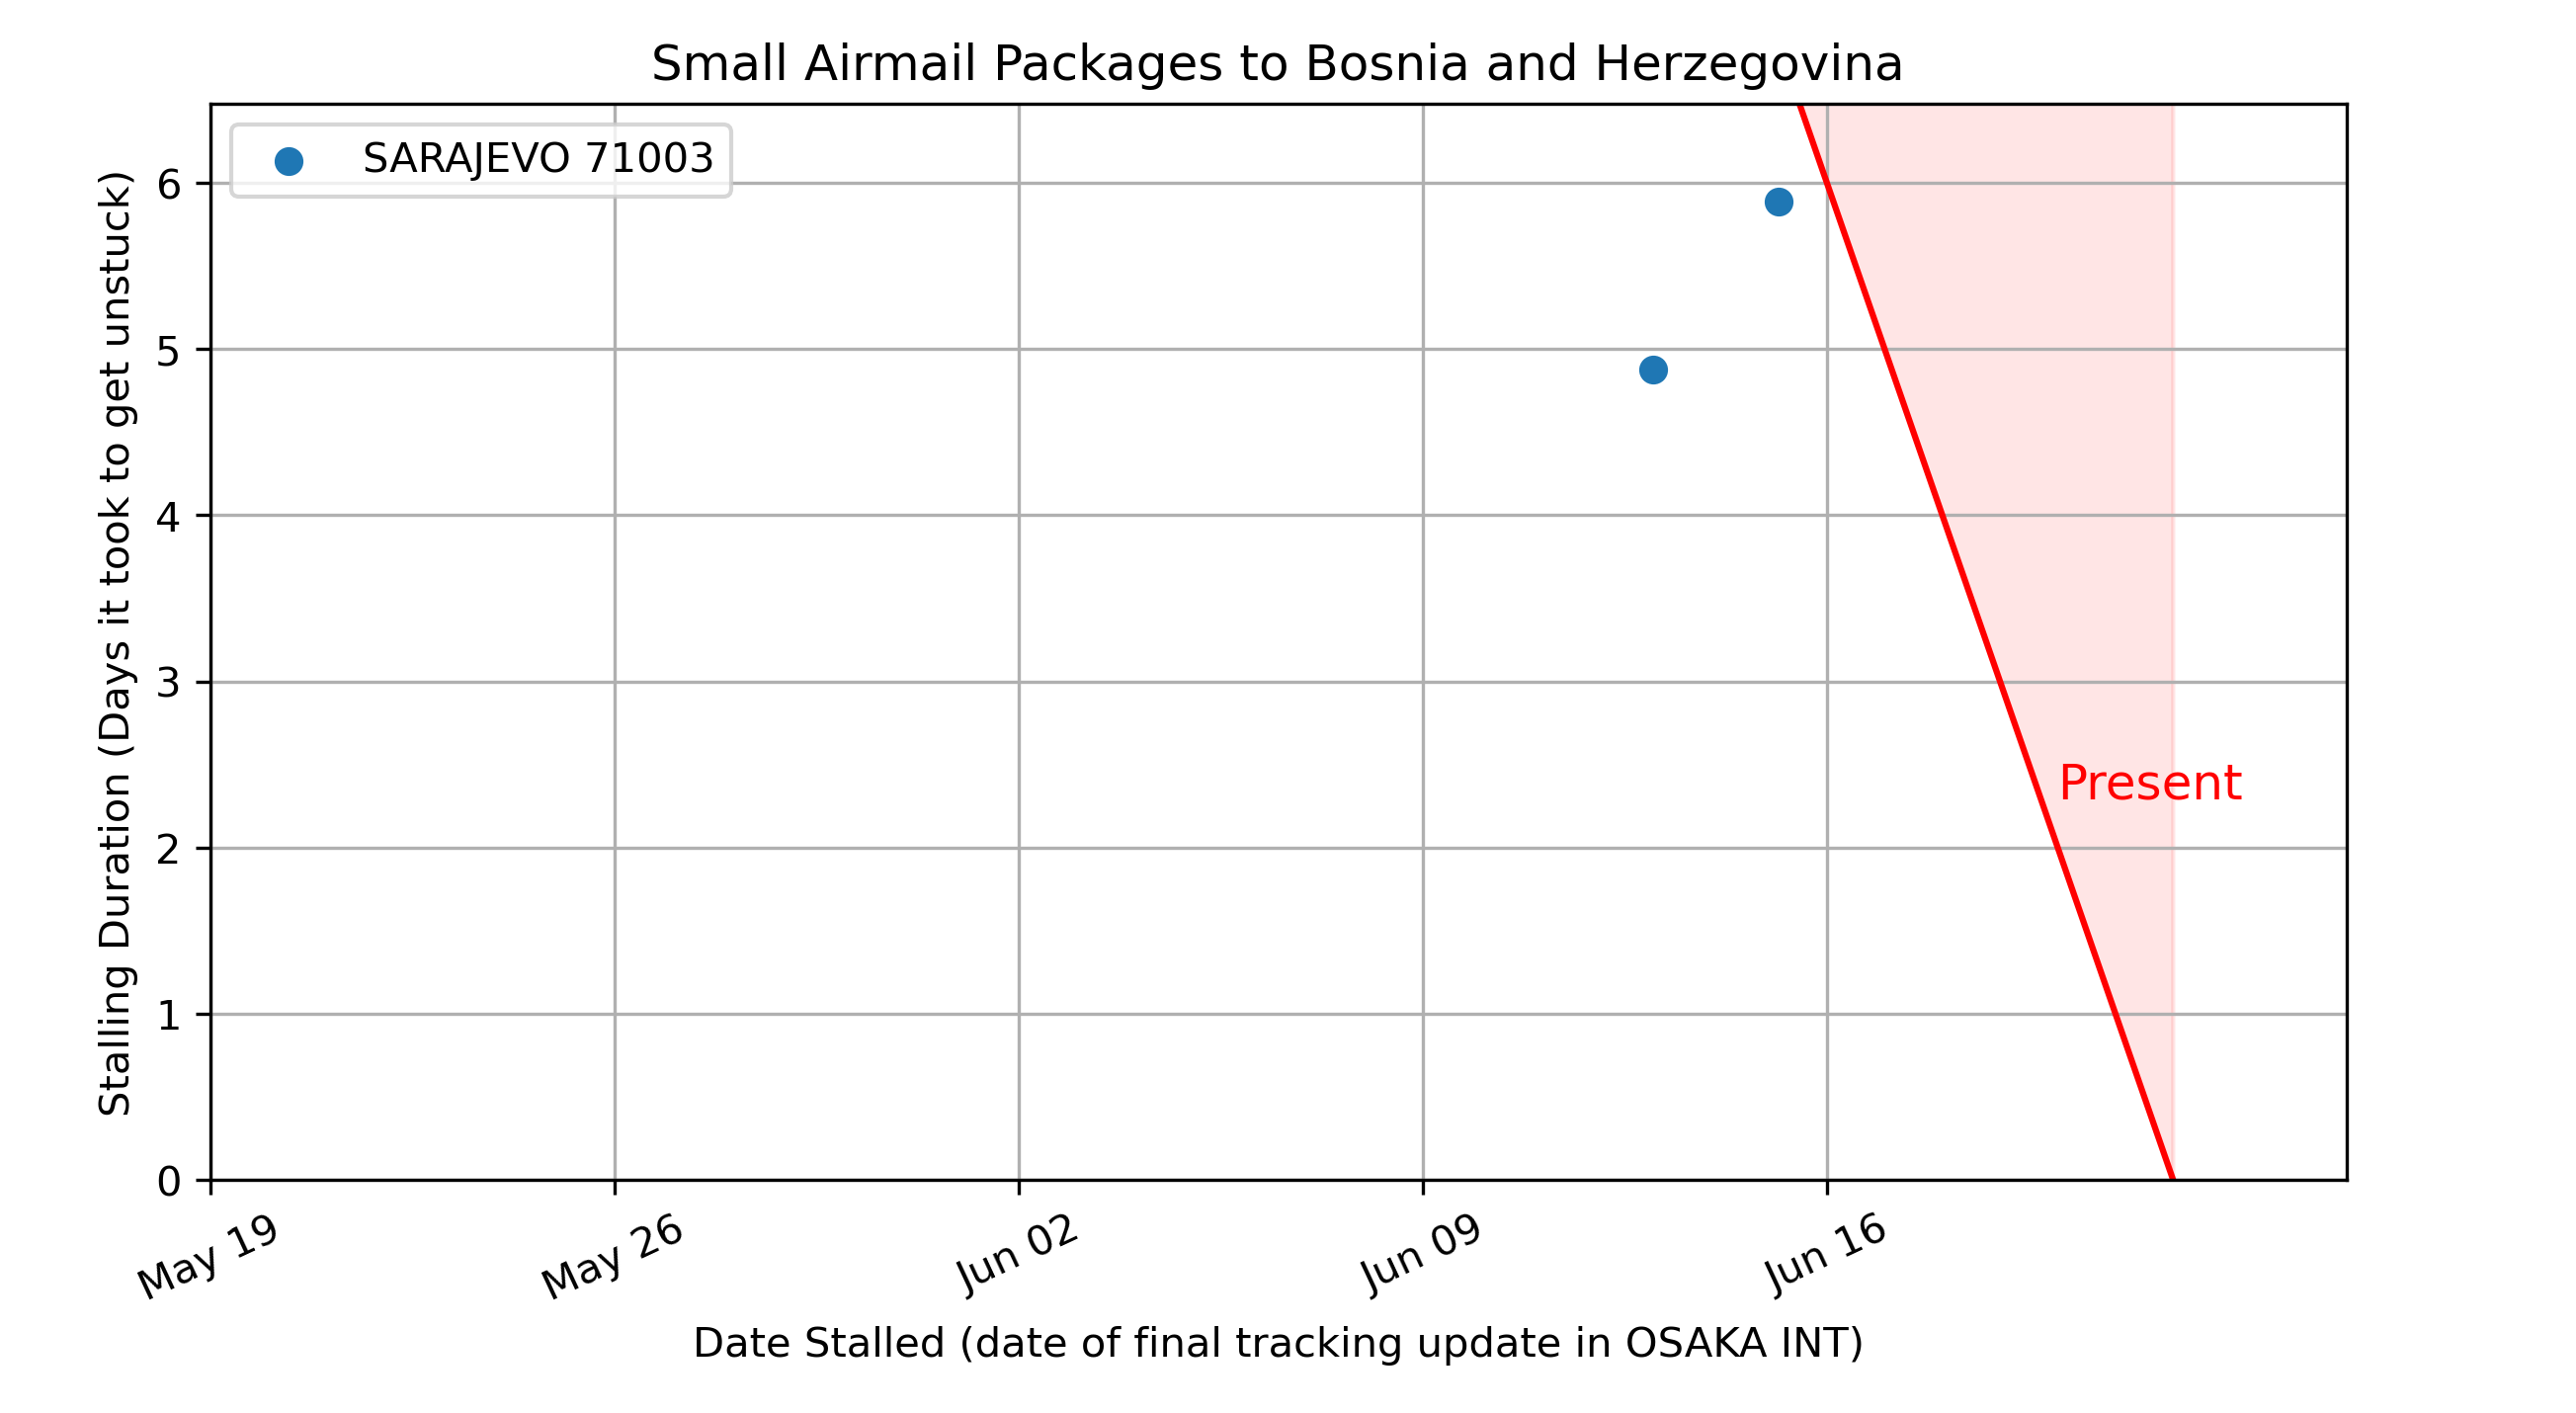 Small Airmail Packages to Bosnia and Herzegovina
SARAJEVO 71003
Stalling Duration (Days it took to get unstuck)
6
5
4
3
2
1
0
Present
May 19
May 26
Jun 02
Jun 09
Jun 16
Date Stalled (date of final tracking update in OSAKA INT)